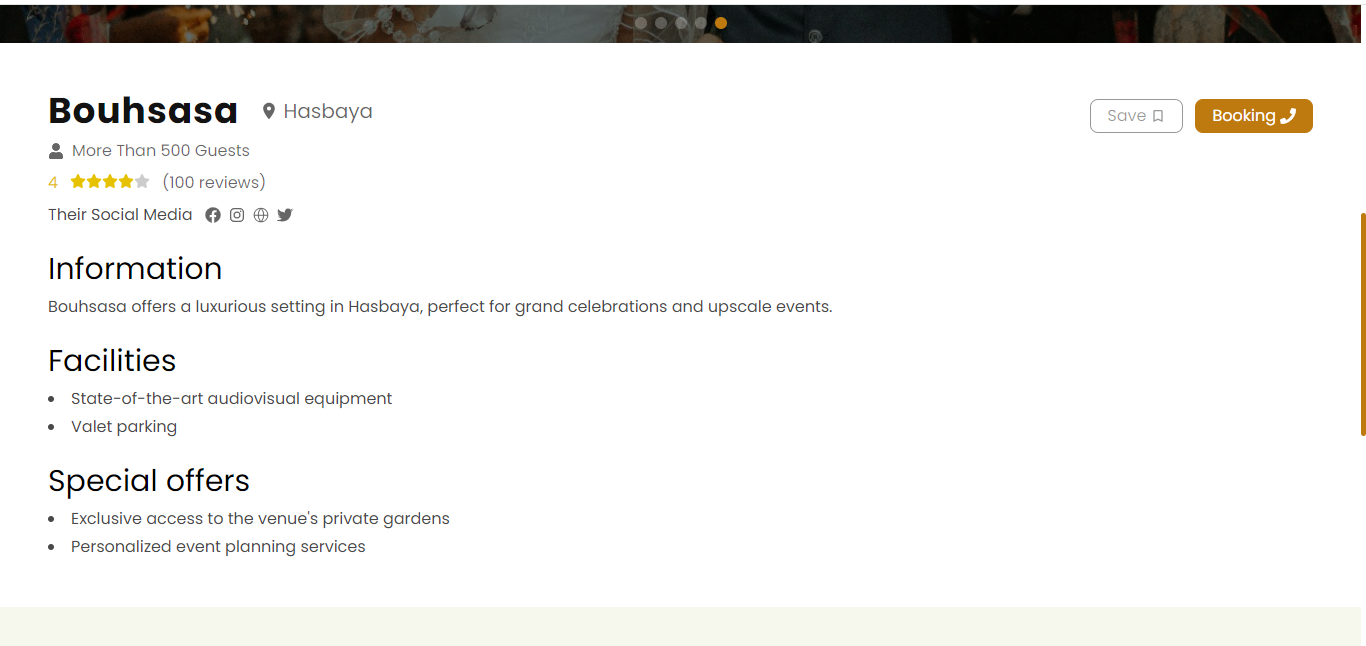 Bouhsasa Hasbaya
Save Booking
More Than 500 Guests
4 (100 reviews)
Their Social Media
Information
Bouhsasa offers a luxurious setting in Hasbaya, perfect for grand celebrations and upscale events.
Facilities
• State-of-the-art audiovisual equipment
• Valet parking
Special offers
• Exclusive access to the venue's private gardens
• Personalized event planning services